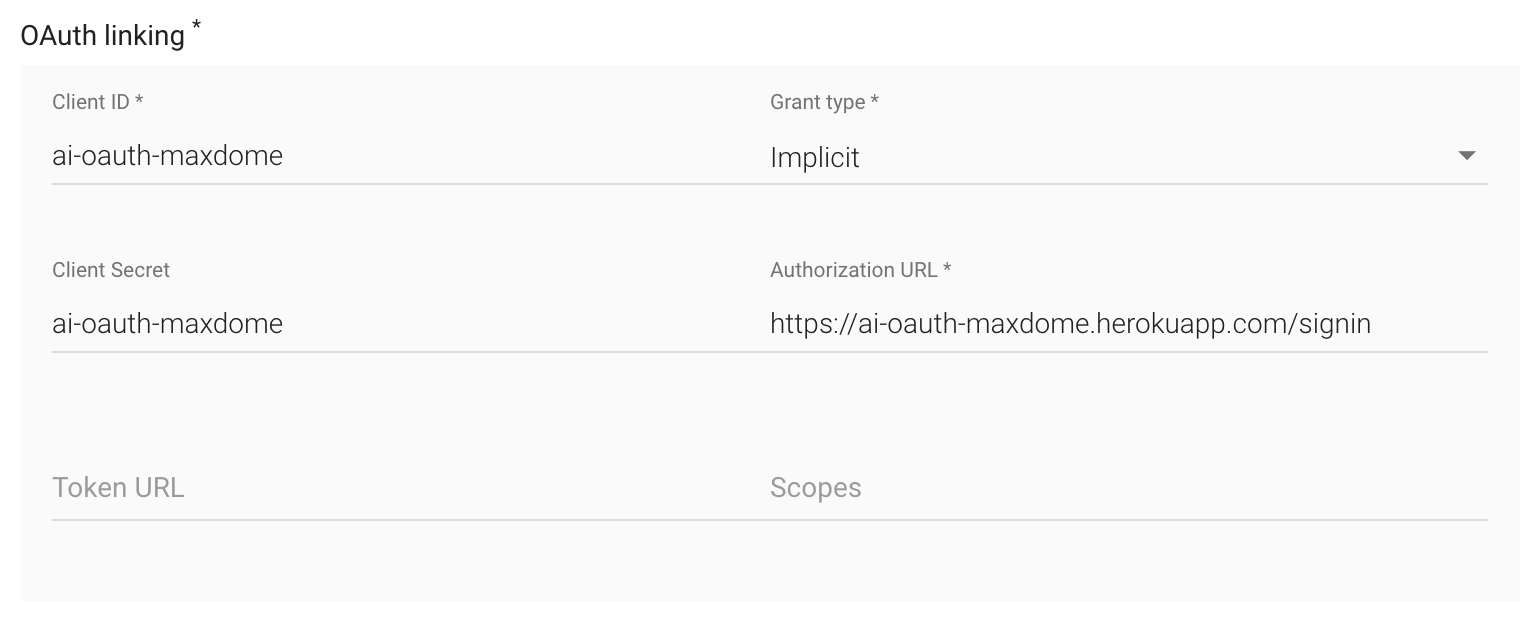 OAuth linking *
Client ID *
Grant type *
ai-oauth-maxdome
Implicit
Client Secret
Authorization URL *
ai-oauth-maxdome
https://ai-oauth-maxdome.herokuapp.com/signin
Token URL
Scopes